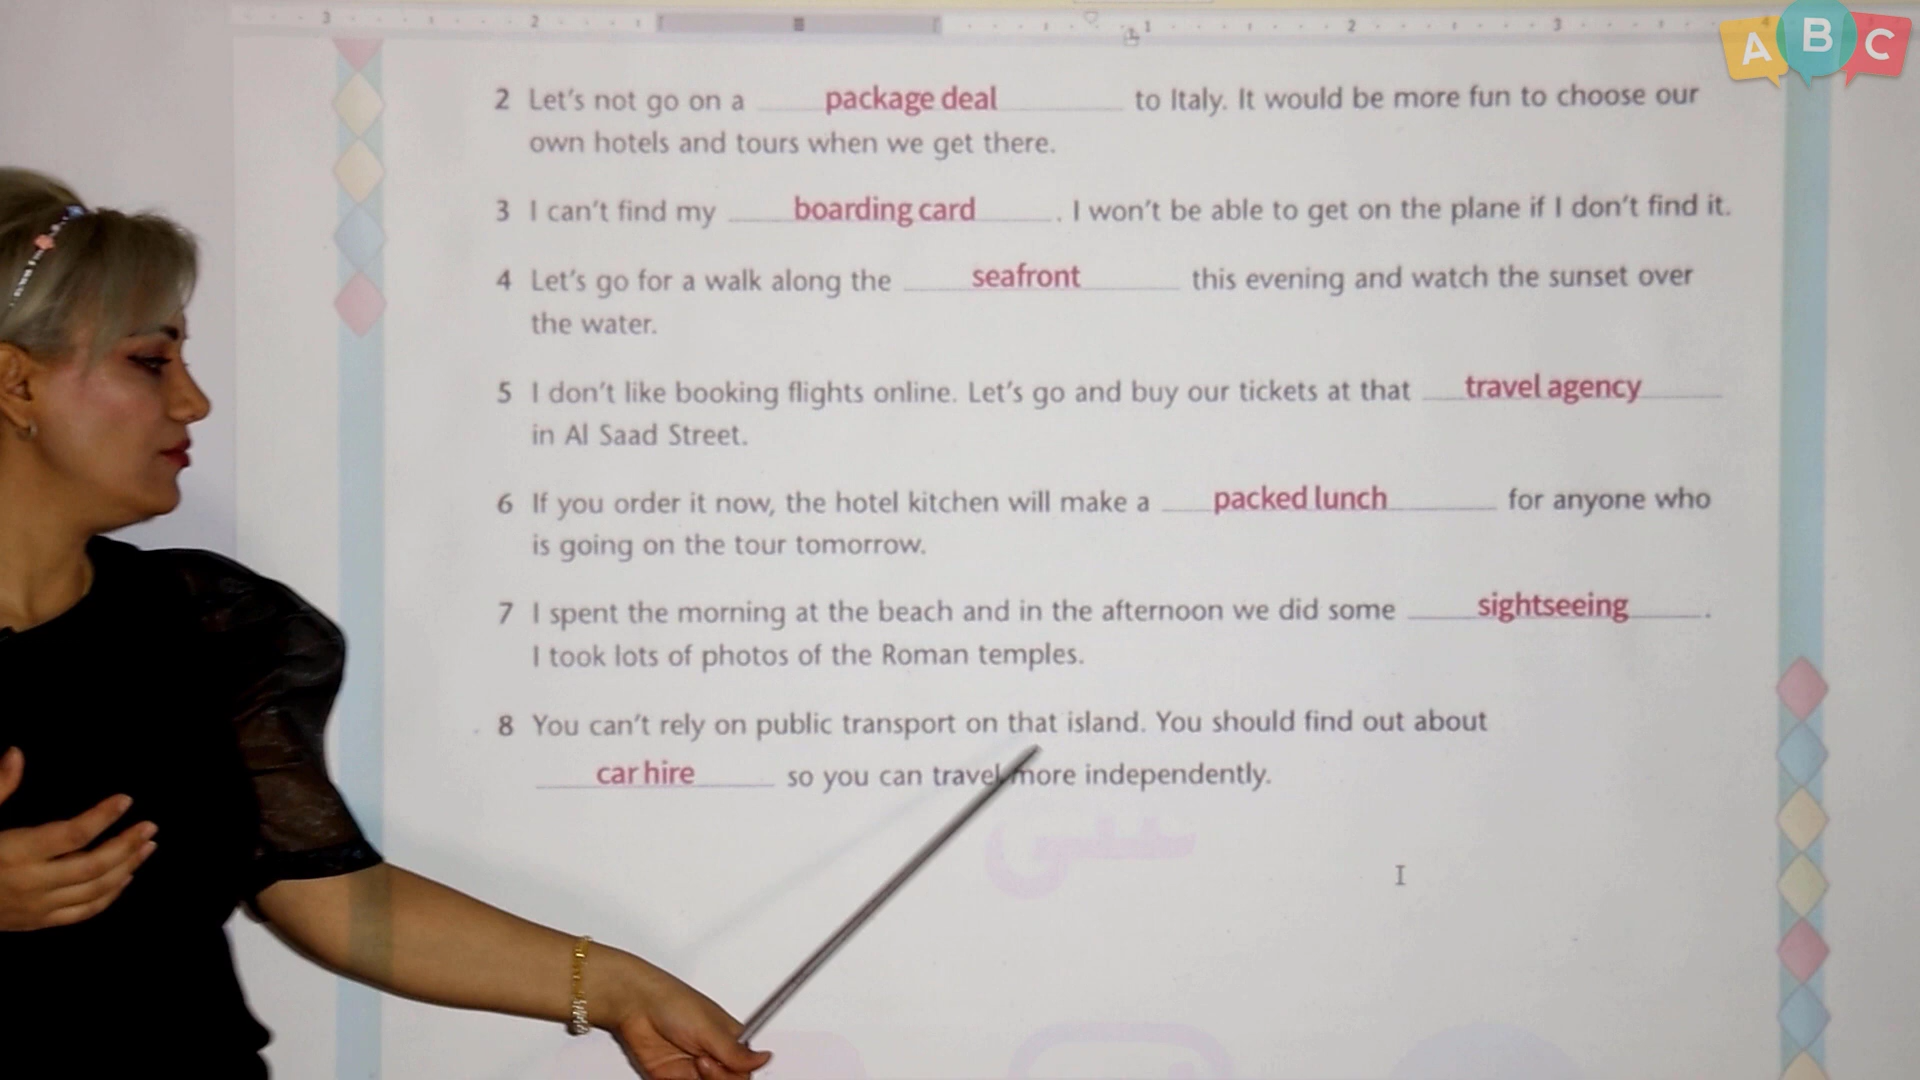 3 2 1 2 3 4
A B C
2 Let's not go on a package deal to Italy. It would be more fun to choose our
own hotels and tours when we get there.
3 I can't find my boarding card. I won't be able to get on the plane if I don't find it.
4 Let's go for a walk along the seafront this evening and watch the sunset over
the water.
5 I don't like booking flights online. Let's go and buy our tickets at that travel agency
in Al Saad Street.
6 If you order it now, the hotel kitchen will make a packed lunch for anyone who
is going on the tour tomorrow.
7 I spent the morning at the beach and in the afternoon we did some sightseeing.
I took lots of photos of the Roman temples.
8 You can't rely on public transport on that island. You should find out about
car hire so you can travel more independently.